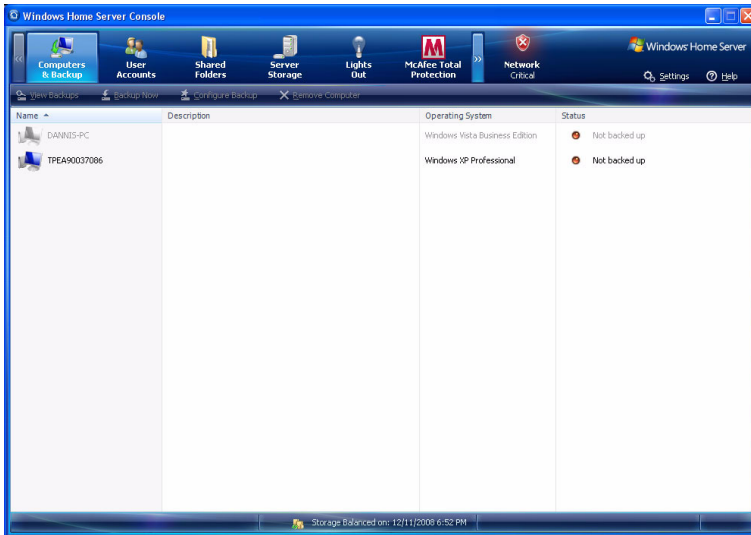 Windows Home Server Console
Computers & Backup
User Accounts
Shared Folders
Server Storage
Lights Out
McAfee Total Protection
Network
Critical
Windows Home Server
Settings
Help
View Backups
Backup Now
Configure Backup
Remove Computer
Name
Description
Operating System
Status
DANNIS-PC
Windows Vista Business Edition
Not backed up
TPEA90037086
Windows XP Professional
Not backed up
Storage Balanced on: 12/11/2008 6:52 PM